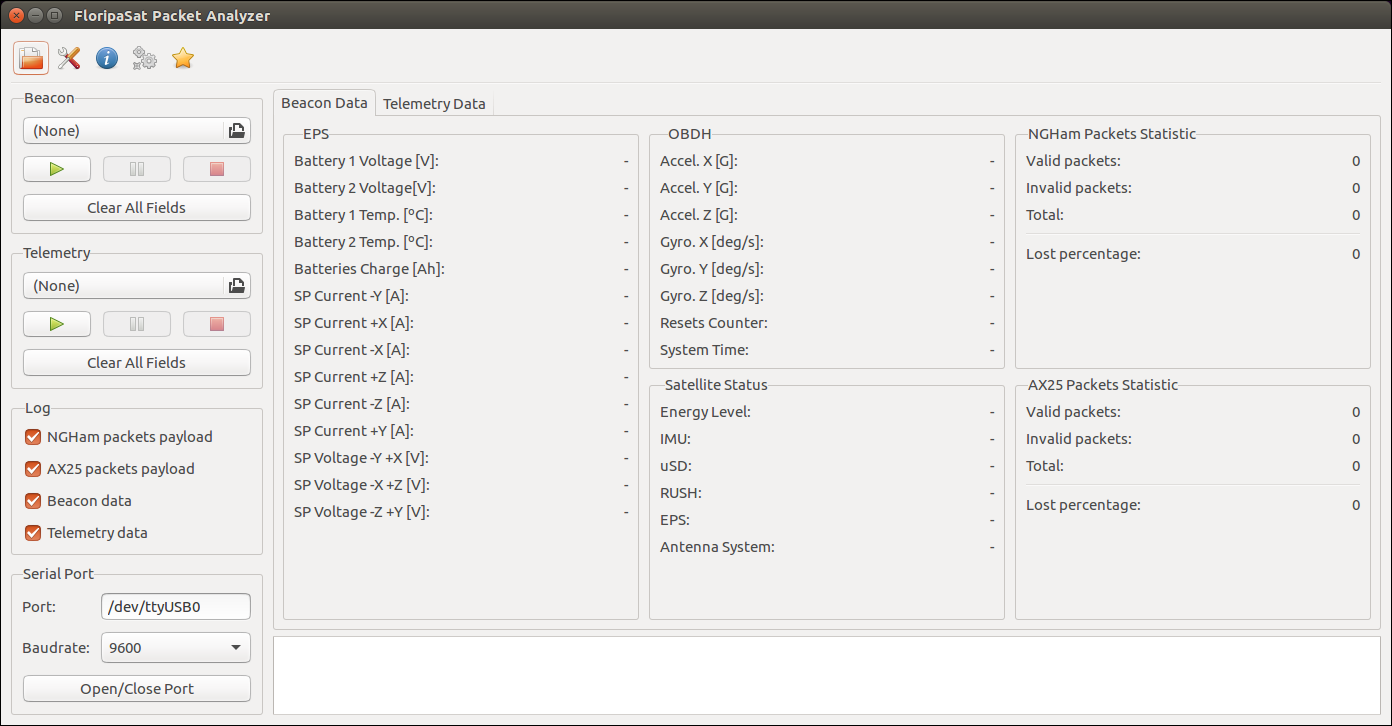 FloripaSat Packet Analyzer
Beacon
(None)
Clear All Fields
Telemetry
(None)
Clear All Fields
Log
NGHam packets payload
AX25 packets payload
Beacon data
Telemetry data
Serial Port
Port: /dev/ttyUSB0
Baudrate: 9600
Open/Close Port
Beacon Data Telemetry Data
EPS
Battery 1 Voltage [V]: -
Battery 2 Voltage[V]: -
Battery 1 Temp. [ºC]: -
Battery 2 Temp. [ºC]: -
Batteries Charge [Ah]: -
SP Current -Y [A]: -
SP Current +X [A]: -
SP Current -X [A]: -
SP Current +Z [A]: -
SP Current -Z [A]: -
SP Current +Y [A]: -
SP Voltage -Y +X [V]: -
SP Voltage -X +Z [V]: -
SP Voltage -Z +Y [V]: -
OBDH
Accel. X [G]: -
Accel. Y [G]: -
Accel. Z [G]: -
Gyro. X [deg/s]: -
Gyro. Y [deg/s]: -
Gyro. Z [deg/s]: -
Resets Counter: -
System Time: -
Satellite Status
Energy Level: -
IMU: -
uSD: -
RUSH: -
EPS: -
Antenna System: -
NGHam Packets Statistic
Valid packets: 0
Invalid packets: 0
Total: 0
Lost percentage: 0
AX25 Packets Statistic
Valid packets: 0
Invalid packets: 0
Total: 0
Lost percentage: 0